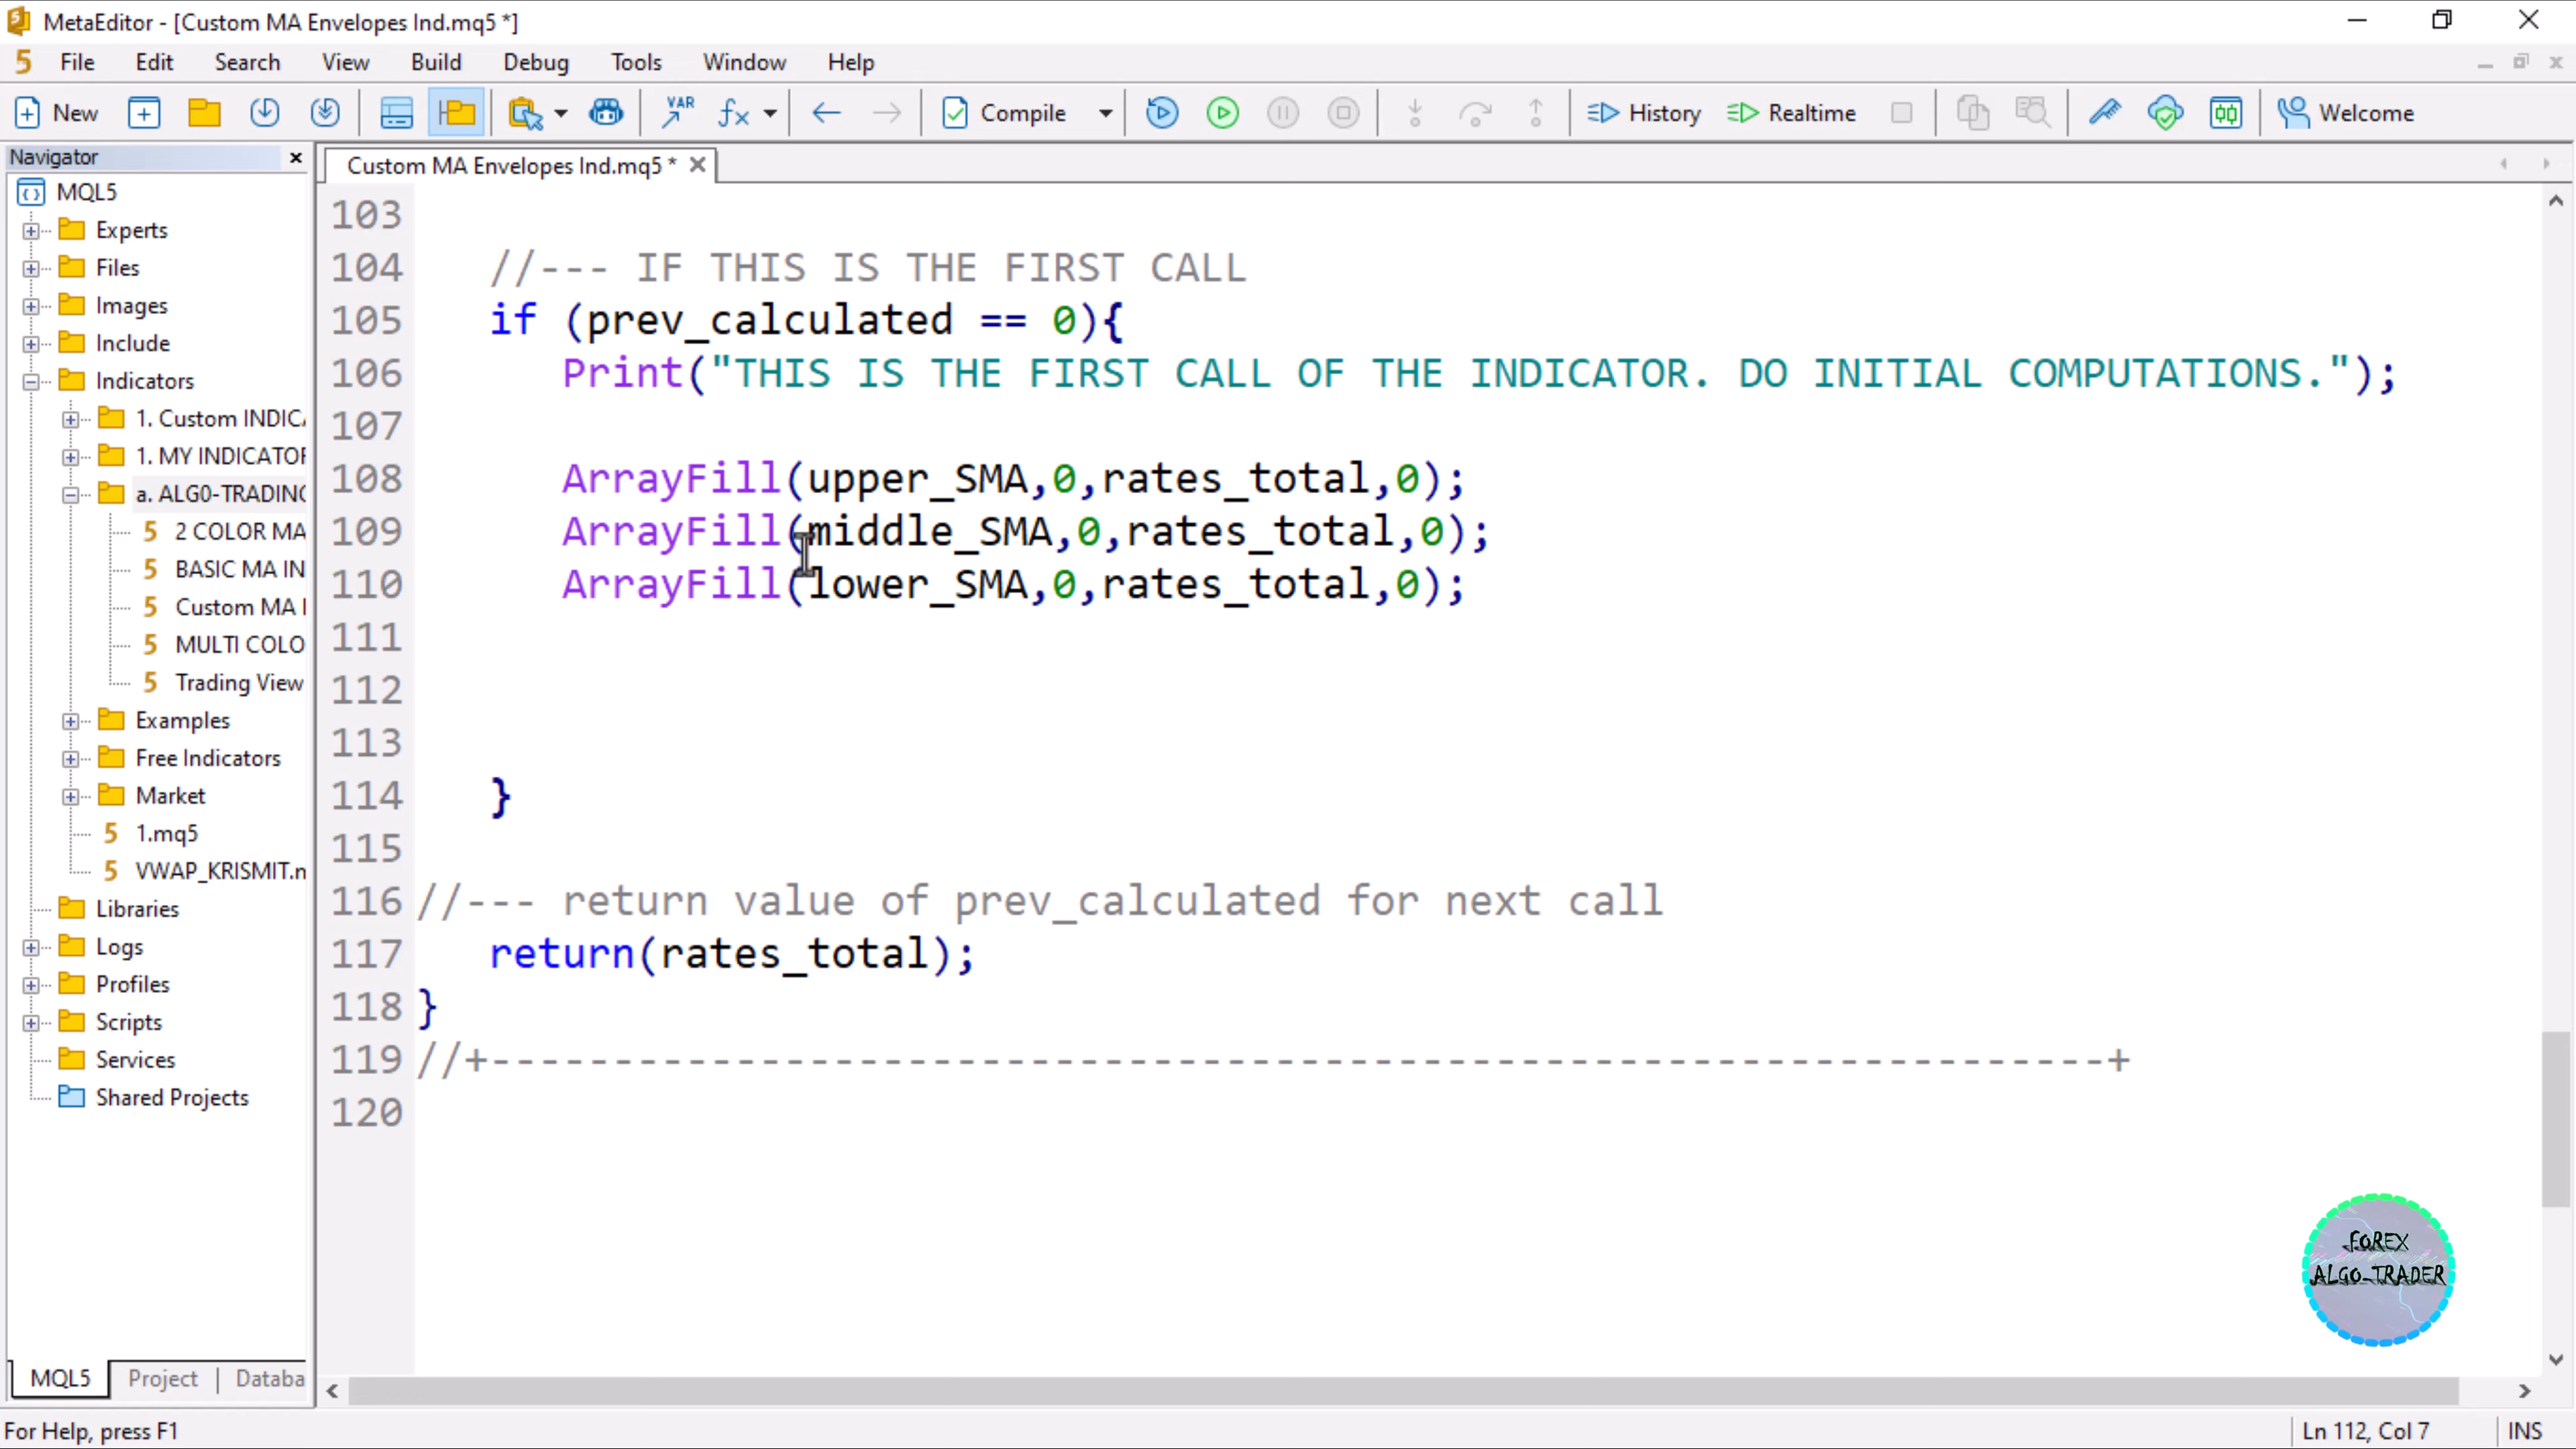 MetaEditor - [Custom MA Envelopes Ind.mq5 *]
File Edit Search View Build Debug Tools Window Help
New VAR Compile History Realtime Welcome
Navigator
Custom MA Envelopes Ind.mq5 *
MQL5
Experts
Files
Images
Include
Indicators
1. Custom INDIC
1. MY INDICATOR
a. ALG0-TRADING
2 COLOR MA
BASIC MA IN
Custom MA
MULTI COLO
Trading View
Examples
Free Indicators
Market
1.mq5
VWAP_KRISMIT.m
Libraries
Logs
Profiles
Scripts
Services
Shared Projects
MQL5 Project Databa
103
104 //--- IF THIS IS THE FIRST CALL
105 if (prev_calculated == 0){
106 Print("THIS IS THE FIRST CALL OF THE INDICATOR. DO INITIAL COMPUTATIONS.");
107
108 ArrayFill(upper_SMA,0,rates_total,0);
109 ArrayFill(middle_SMA,0,rates_total,0);
110 ArrayFill(lower_SMA,0,rates_total,0);
111
112
113
114 }
115
116 //--- return value of prev_calculated for next call
117 return(rates_total);
118 }
119 //+------------------------------------------------------------------+
120
FOREX
ALGO-TRADER
For Help, press F1
Ln 112, Col 7 INS